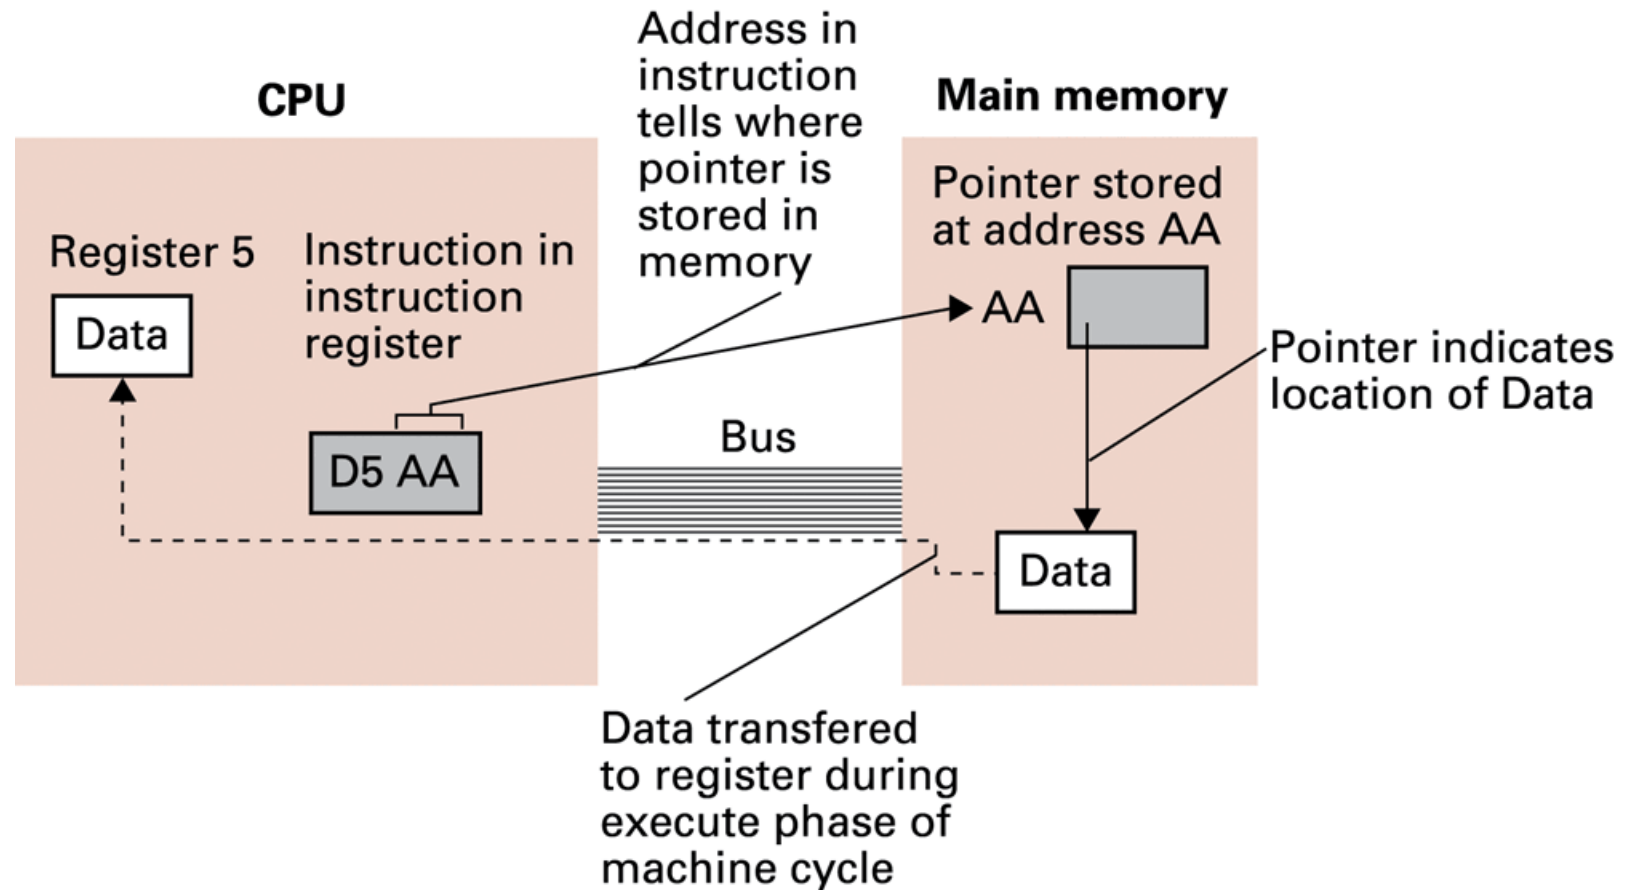 CPU
Register 5
Data
Instruction in
instruction
register
D5 AA
Address in
instruction
tells where
pointer is
stored in
memory
Bus
Main memory
Pointer stored
at address AA
AA
Pointer indicates
location of Data
Data
Data transfered
to register during
execute phase of
machine cycle